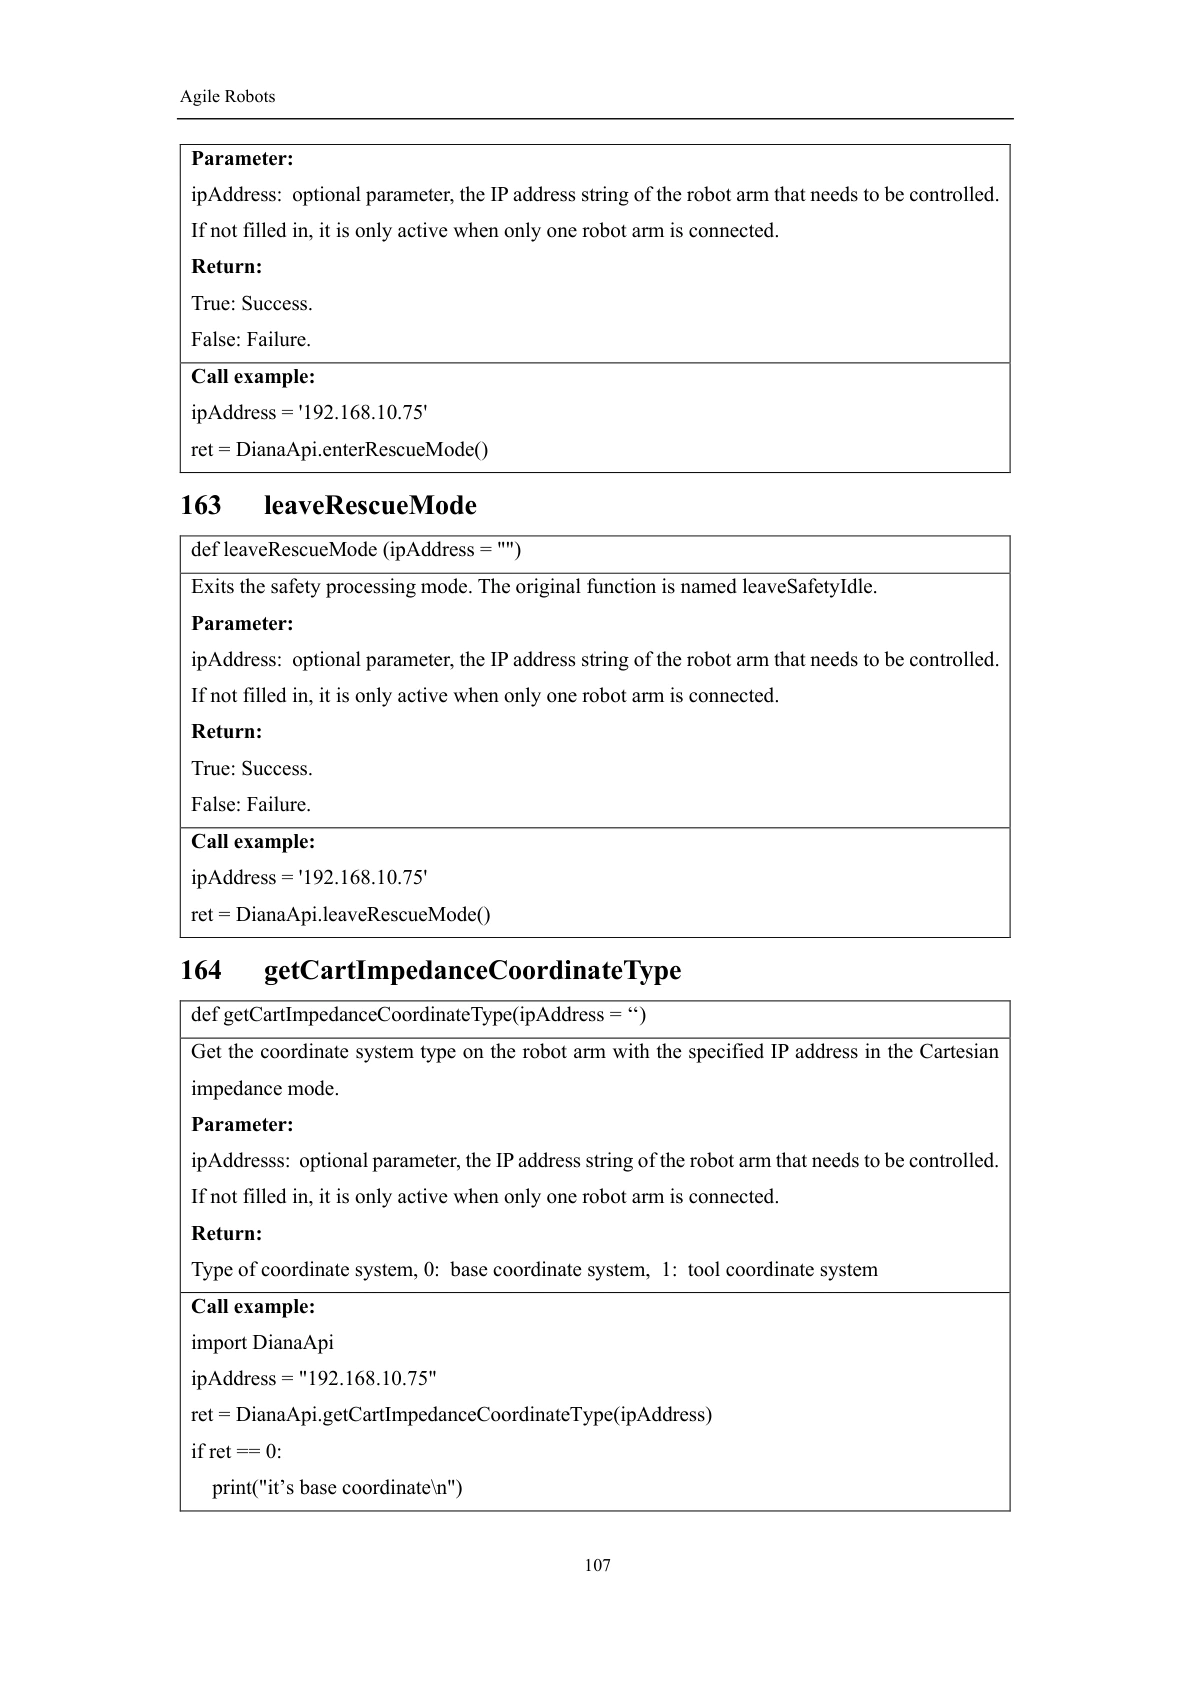 Agile Robots
Parameter:
ipAddress: optional parameter, the IP address string of the robot arm that needs to be controlled.
If not filled in, it is only active when only one robot arm is connected.
Return:
True: Success.
False: Failure.
Call example:
ipAddress = '192.168.10.75'
ret = DianaApi.enterRescueMode()
163 leaveRescueMode
def leaveRescueMode (ipAddress = "")
Exits the safety processing mode. The original function is named leaveSafetyIdle.
Parameter:
ipAddress: optional parameter, the IP address string of the robot arm that needs to be controlled.
If not filled in, it is only active when only one robot arm is connected.
Return:
True: Success.
False: Failure.
Call example:
ipAddress = '192.168.10.75'
ret = DianaApi.leaveRescueMode()
164 getCartImpedanceCoordinateType
def getCartImpedanceCoordinateType(ipAddress = “)
Get the coordinate system type on the robot arm with the specified IP address in the Cartesian
impedance mode.
Parameter:
ipAddresss: optional parameter, the IP address string of the robot arm that needs to be controlled.
If not filled in, it is only active when only one robot arm is connected.
Return:
Type of coordinate system, 0: base coordinate system, 1: tool coordinate system
Call example:
import DianaApi
ipAddress = "192.168.10.75"
ret = DianaApi.getCartImpedanceCoordinateType(ipAddress)
if ret == 0:
print("it’s base coordinate\n")
107